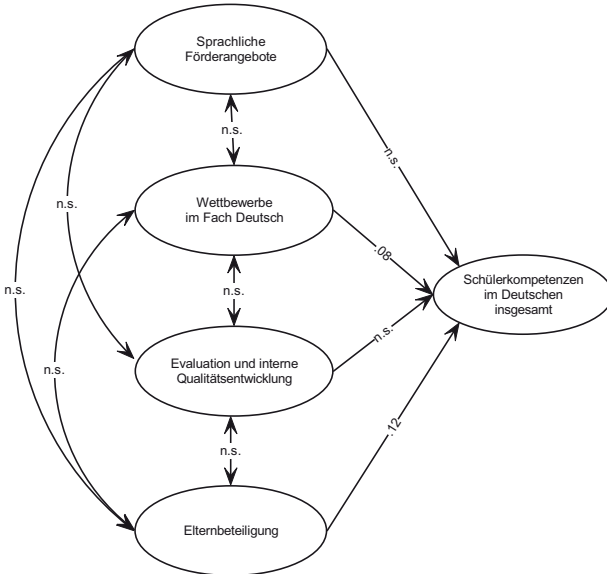 Sprachliche
Förderangebote
n.s.
n.s.
Wettbewerbe
im Fach Deutsch
n.s.
.08
Schülerkompetenzen
im Deutschen
insgesamt
n.s.
n.s.
n.s.
n.s.
Evaluation und interne
Qualitätsentwicklung
n.s.
.12
Elternbeteiligung